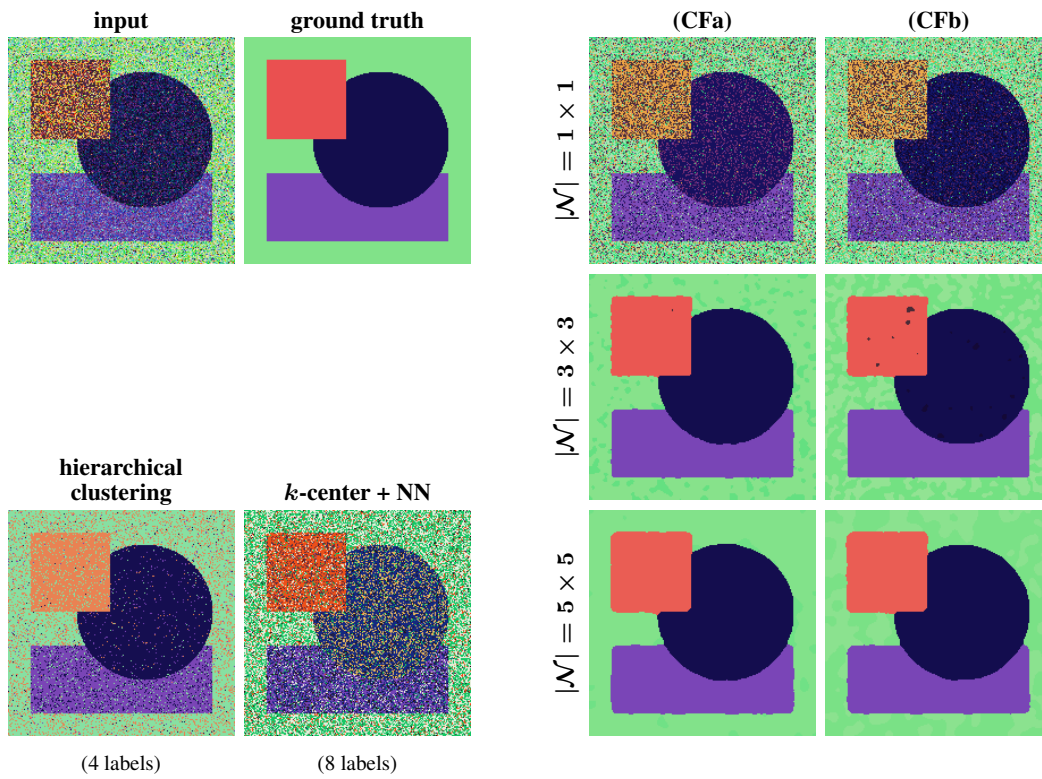 input
ground truth
(CFa)
(CFb)
|𝒩| = 1 × 1
|𝒩| = 3 × 3
hierarchical
clustering
k-center + NN
|𝒩| = 5 × 5
(4 labels)
(8 labels)